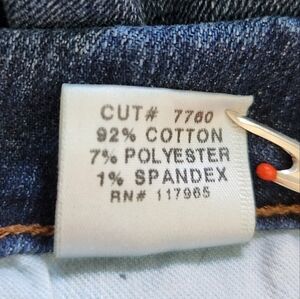 CUT# 7760
92% COTTON
7% POLYESTER
1% SPANDEX
RN# 117965